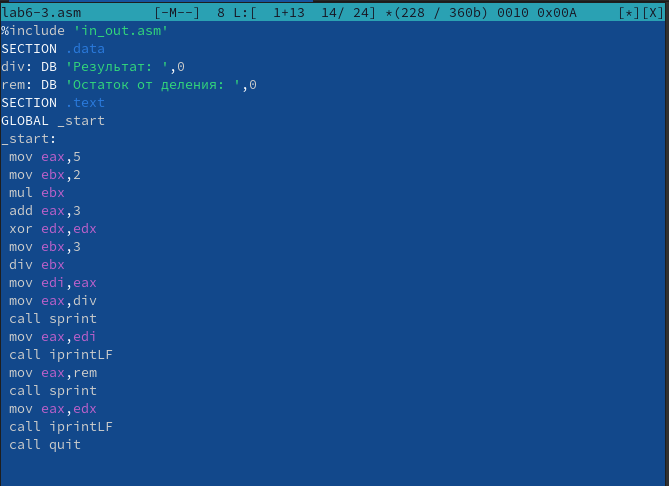 lab6-3.asm [-M--] 8 L:[ 1+13 14/ 24] *(228 / 360b) 0010 0x00A [*][X]
%include 'in_out.asm'
SECTION .data
div: DB 'Результат: ',0
rem: DB 'Остаток от деления: ',0
SECTION .text
GLOBAL _start
_start:
mov eax,5
mov ebx,2
mul ebx
add eax,3
xor edx,edx
mov ebx,3
div ebx
mov edi,eax
mov eax,div
call sprint
mov eax,edi
call iprintLF
mov eax,rem
call sprint
mov eax,edx
call iprintLF
call quit